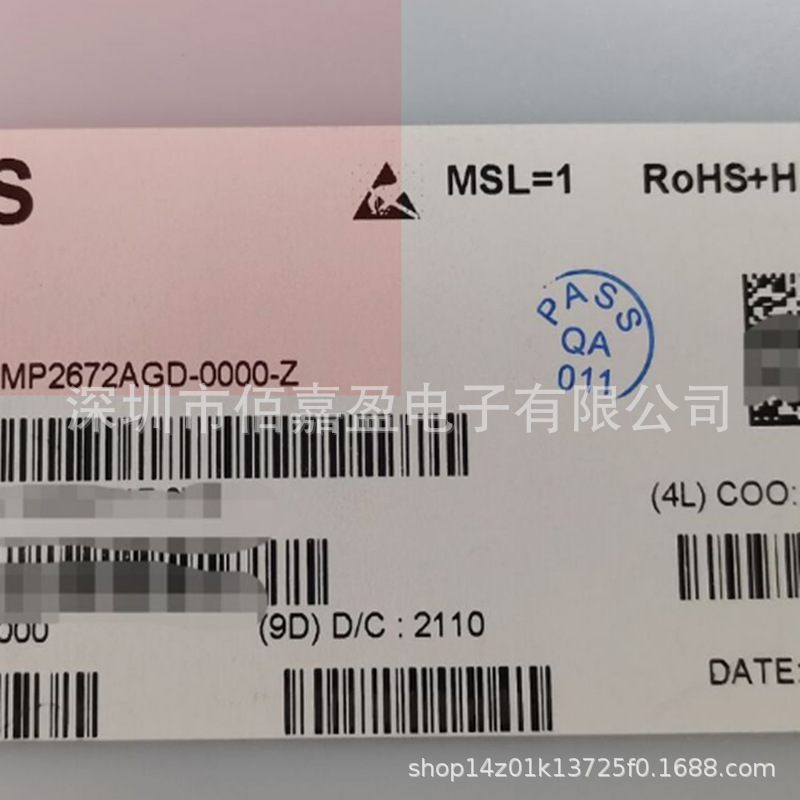 S
MSL=1
RoHS+H
PASS
QA
011
MP2672AGD-0000-Z
深圳市佰嘉盈电子有限公司
(4L) COO:
000
(9D) D/C : 2110
DATE:
shop14z01k13725f0.1688.com